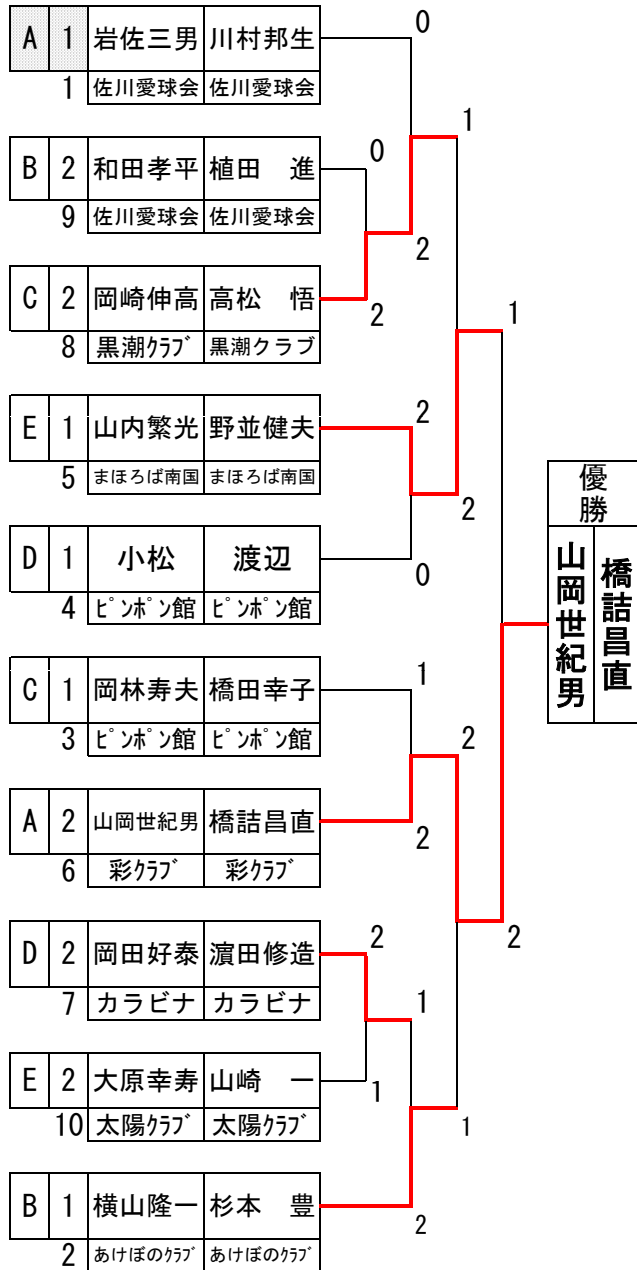 A 1 岩佐三男 川村邦生
1 佐川愛球会 佐川愛球会
0
1
B 2 和田孝平 植田 進
9 佐川愛球会 佐川愛球会
0
2
C 2 岡崎伸高 高松 悟
8 黒潮ｸﾗﾌﾞ 黒潮クラブ
2
1
E 1 山内繁光 野並健夫
5 まほろば南国 まほろば南国
2
2
D 1 小松 渡辺
4 ﾋﾟﾝﾎﾟﾝ館 ﾋﾟﾝﾎﾟﾝ館
0
優勝
山岡世紀男
橋詰昌直
C 1 岡林寿夫 橋田幸子
3 ﾋﾟﾝﾎﾟﾝ館 ﾋﾟﾝﾎﾟﾝ館
1
2
A 2 山岡世紀男 橋詰昌直
6 彩ｸﾗﾌﾞ 彩ｸﾗﾌﾞ
2
2
D 2 岡田好泰 濵田修造
7 カラビナ カラビナ
2
1
E 2 大原幸寿 山崎 一
10 太陽ｸﾗﾌﾞ 太陽ｸﾗﾌﾞ
1
1
B 1 横山隆一 杉本 豊
2 あけぼのｸﾗﾌﾞ あけぼのｸﾗﾌﾞ
2